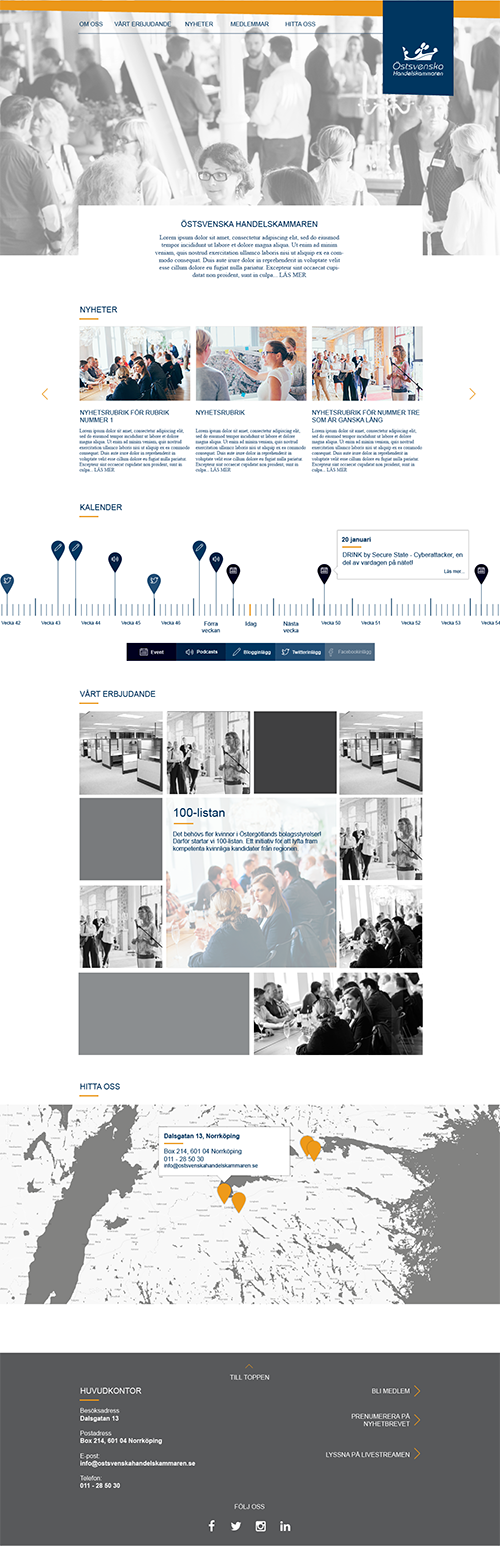 OM OSS VÅRT ERBJUDANDE NYHETER MEDLEMMAR HITTA OSS
Östsvenska
Handelskammaren
ÖSTSVENSKA HANDELSKAMMAREN
Lorem ipsum dolor sit amet, consectetur adipiscing elit, sed do eiusmod
tempor incididunt ut labore et dolore magna aliqua. Ut enim ad minim
veniam, quis nostrud exercitation ullamco laboris nisi ut aliquip ex ea com-
modo consequat. Duis aute irure dolor in reprehenderit in voluptate velit
esse cillum dolore eu fugiat nulla pariatur. Excepteur sint occaecat cupi-
datat non proident, sunt in culpa... LÄS MER
NYHETER
NYHETSRUBRIK FÖR RUBRIK
NUMMER 1
Lorem ipsum dolor sit amet, consectetur adipiscing elit,
sed do eiusmod tempor incididunt ut labore et dolore
magna aliqua. Ut enim ad minim veniam, quis nostrud
exercitation ullamco laboris nisi ut aliquip ex ea commodo
consequat. Duis aute irure dolor in reprehenderit in
voluptate velit esse cillum dolore eu fugiat nulla pariatur.
Excepteur sint occaecat cupidatat non proident, sunt in
culpa... LÄS MER
NYHETSRUBRIK
Lorem ipsum dolor sit amet, consectetur adipiscing elit,
sed do eiusmod tempor incididunt ut labore et dolore
magna aliqua. Ut enim ad minim veniam, quis nostrud
exercitation ullamco laboris nisi ut aliquip ex ea commodo
consequat. Duis aute irure dolor in reprehenderit in
voluptate velit esse cillum dolore eu fugiat nulla pariatur.
Excepteur sint occaecat cupidatat non proident, sunt in
culpa... LÄS MER
NYHETSRUBRIK FÖR NUMMER TRE
SOM ÄR GANSKA LÅNG
Lorem ipsum dolor sit amet, consectetur adipiscing elit,
sed do eiusmod tempor incididunt ut labore et dolore
magna aliqua. Ut enim ad minim veniam, quis nostrud
exercitation ullamco laboris nisi ut aliquip ex ea commodo
consequat. Duis aute irure dolor in reprehenderit in
voluptate velit esse cillum dolore eu fugiat nulla pariatur.
Excepteur sint occaecat cupidatat non proident, sunt in
culpa... LÄS MER
KALENDER
20 januari
DRINK by Secure State - Cyberattacker, en
del av vardagen på nätet!
Läs mer...
Vecka 42 Vecka 43 Vecka 44 Vecka 45 Vecka 46 Förra veckan Idag Nästa vecka Vecka 50 Vecka 51 Vecka 52 Vecka 53 Vecka 54
Event Podcasts Blogginlägg Twitterinlägg Facebookinlägg
VÅRT ERBJUDANDE
100-listan
Det behövs fler kvinnor i Östergötlands bolagsstyrelser!
Därför startar vi 100-listan. Ett initiativ för att lyfta fram
kompetenta kvinnliga kandidater från regionen.
HITTA OSS
Dalsgatan 13, Norrköping
Box 214, 601 04 Norrköping
011 - 28 50 30
info@ostsvenskahandelskammaren.se
TILL TOPPEN
HUVUDKONTOR
Besöksadress
Dalsgatan 13
Postadress
Box 214, 601 04 Norrköping
E-post:
info@ostsvenskahandelskammaren.se
Telefon:
011 - 28 50 30
BLI MEDLEM
PRENUMERERA PÅ
NYHETBREVET
LYSSNA PÅ LIVESTREAMEN
FÖLJ OSS